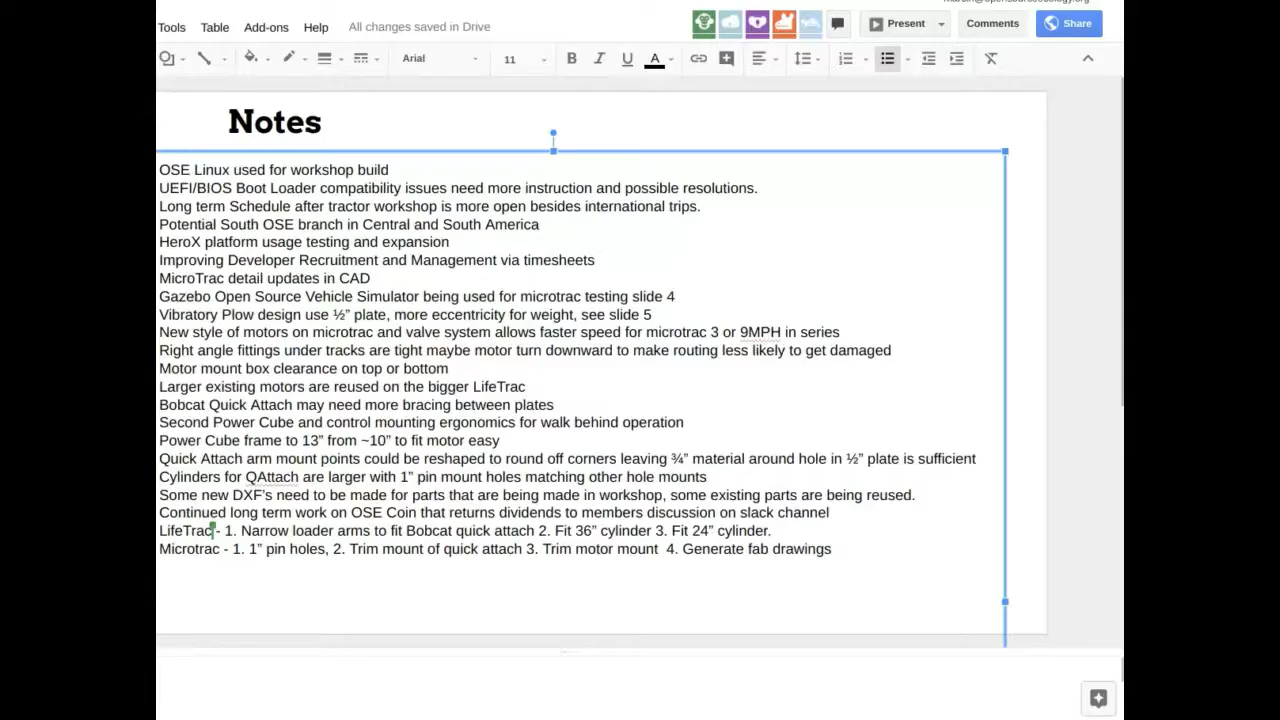 marcin@opensourceecology.org
Tools Table Add-ons Help All changes saved in Drive Present Comments Share
Arial 11 B I U A
Notes
OSE Linux used for workshop build
UEFI/BIOS Boot Loader compatibility issues need more instruction and possible resolutions.
Long term Schedule after tractor workshop is more open besides international trips.
Potential South OSE branch in Central and South America
HeroX platform usage testing and expansion
Improving Developer Recruitment and Management via timesheets
MicroTrac detail updates in CAD
Gazebo Open Source Vehicle Simulator being used for microtrac testing slide 4
Vibratory Plow design use ½” plate, more eccentricity for weight, see slide 5
New style of motors on microtrac and valve system allows faster speed for microtrac 3 or 9MPH in series
Right angle fittings under tracks are tight maybe motor turn downward to make routing less likely to get damaged
Motor mount box clearance on top or bottom
Larger existing motors are reused on the bigger LifeTrac
Bobcat Quick Attach may need more bracing between plates
Second Power Cube and control mounting ergonomics for walk behind operation
Power Cube frame to 13” from ~10” to fit motor easy
Quick Attach arm mount points could be reshaped to round off corners leaving ¾” material around hole in ½” plate is sufficient
Cylinders for QAttach are larger with 1” pin mount holes matching other hole mounts
Some new DXF’s need to be made for parts that are being made in workshop, some existing parts are being reused.
Continued long term work on OSE Coin that returns dividends to members discussion on slack channel
LifeTrac - 1. Narrow loader arms to fit Bobcat quick attach 2. Fit 36” cylinder 3. Fit 24” cylinder.
Microtrac - 1. 1” pin holes, 2. Trim mount of quick attach 3. Trim motor mount  4. Generate fab drawings